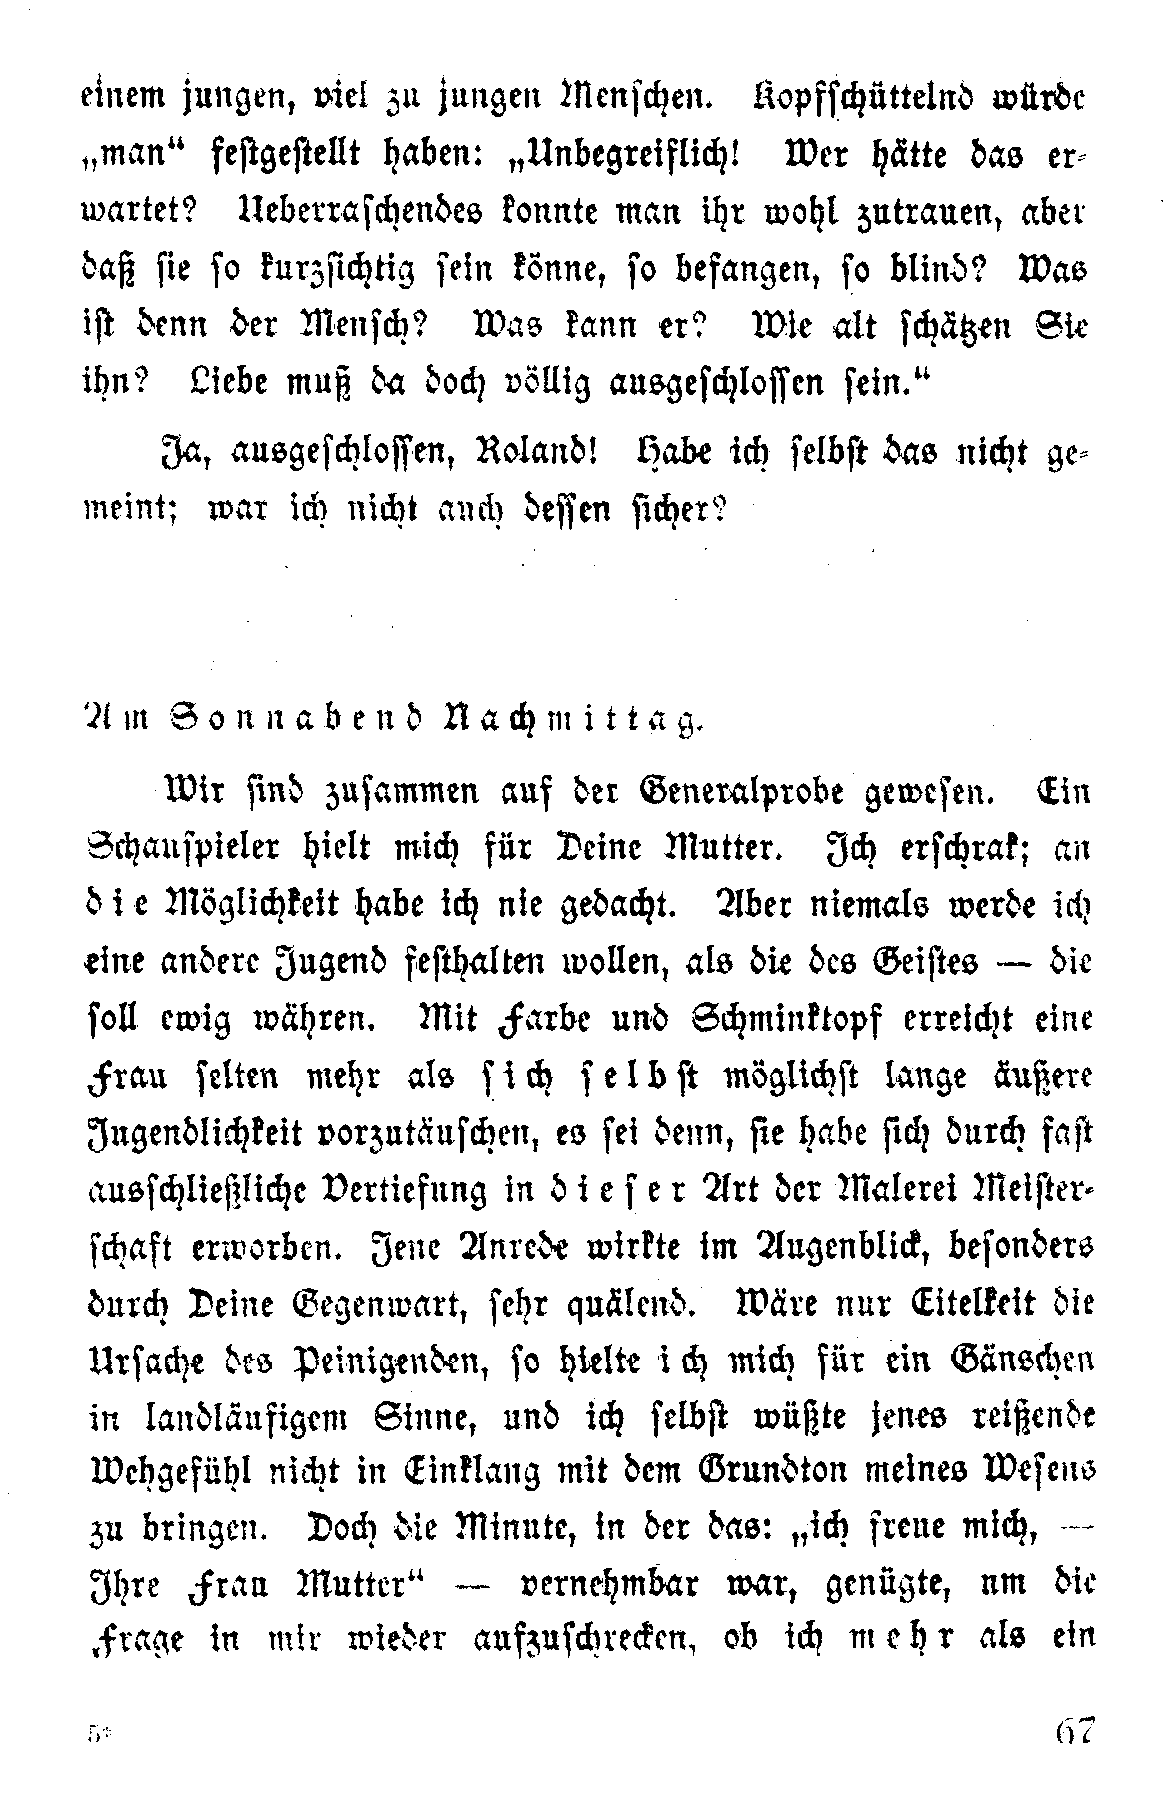 einem jungen, viel zu jungen Menschen. Kopfschüttelnd würde
„man“ festgestellt haben: „Unbegreiflich! Wer hätte das er-
wartet? Ueberraschendes konnte man ihr wohl zutrauen, aber
daß sie so kurzsichtig sein könne, so befangen, so blind? Was
ist denn der Mensch? Was kann er? Wie alt schätzen Sie
ihn? Liebe muß da doch völlig ausgeschlossen sein.“
Ja, ausgeschlossen, Roland! Habe ich selbst das nicht ge-
meint; war ich nicht auch dessen sicher?
Am Sonnabend Nachmittag.
Wir sind zusammen auf der Generalprobe gewesen. Ein
Schauspieler hielt mich für Deine Mutter. Ich erschrak; an
die Möglichkeit habe ich nie gedacht. Aber niemals werde ich
eine andere Jugend festhalten wollen, als die des Geistes — die
soll ewig währen. Mit Farbe und Schminktopf erreicht eine
Frau selten mehr als sich selbst möglichst lange äußere
Jugendlichkeit vorzutäuschen, es sei denn, sie habe sich durch fast
ausschließliche Vertiefung in dieser Art der Malerei Meister-
schaft erworben. Jene Anrede wirkte im Augenblick, besonders
durch Deine Gegenwart, sehr quälend. Wäre nur Eitelkeit die
Ursache des Peinigenden, so hielte ich mich für ein Gänschen
in landläufigem Sinne, und ich selbst wüßte jenes reißende
Wehgefühl nicht in Einklang mit dem Grundton meines Wesens
zu bringen. Doch die Minute, in der das: „ich freue mich, —
Ihre Frau Mutter“ — vernehmbar war, genügte, um die
Frage in mir wieder aufzuschrecken, ob ich mehr als ein
5* 67